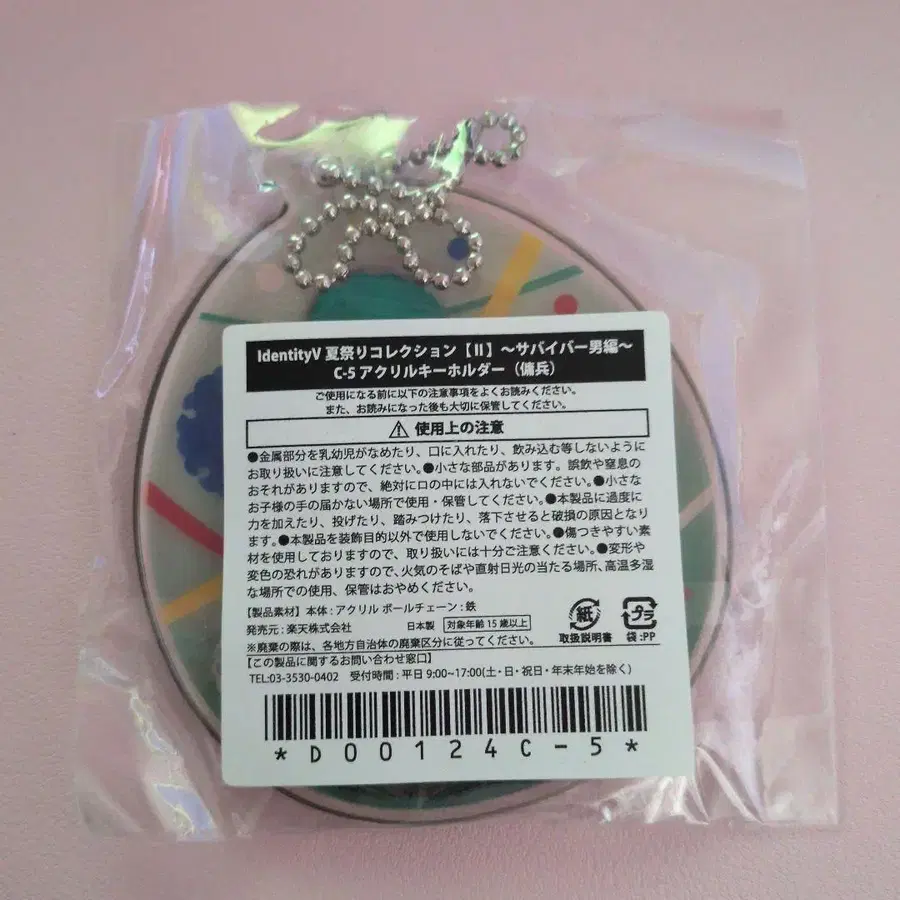 IdentityV 夏祭りコレクション【II】～サバイバー男編～
C-5 アクリルキーホルダー（傭兵）
ご使用になる前に以下の注意事項をよくお読みください。
また、お読みになった後も大切に保管してください。
⚠ 使用上の注意
●金属部分を乳幼児がなめたり、口に入れたり、飲み込む等しないように
お取り扱いに注意してください。●小さな部品があります。誤飲や窒息の
おそれがありますので、絶対に口の中には入れないでください。●小さな
お子様の手の届かない場所で使用・保管してください。●本製品に過度に
力を加えたり、投げたり、踏みつけたり、落下させると破損の原因となり
ます。●本製品を装飾目的以外で使用しないでください。●傷つきやすい素
材を使用しておりますので、取り扱いには十分ご注意ください。●変形や
変色の恐れがありますので、火気のそばや直射日光の当たる場所、高温多湿
な場所での使用、保管はおやめください。
【製品素材】本体：アクリル ボールチェーン：鉄
発売元：楽天株式会社 日本製 対象年齢 15 歳以上
※廃棄の際は、各地方自治体の廃棄区分に従ってください。
紙 取扱説明書
プラ 袋:PP
【この製品に関するお問い合わせ窓口】
TEL:03-3530-0402 受付時間：平日 9:00~17:00(土・日・祝日・年末年始を除く)
*D00124C-5*